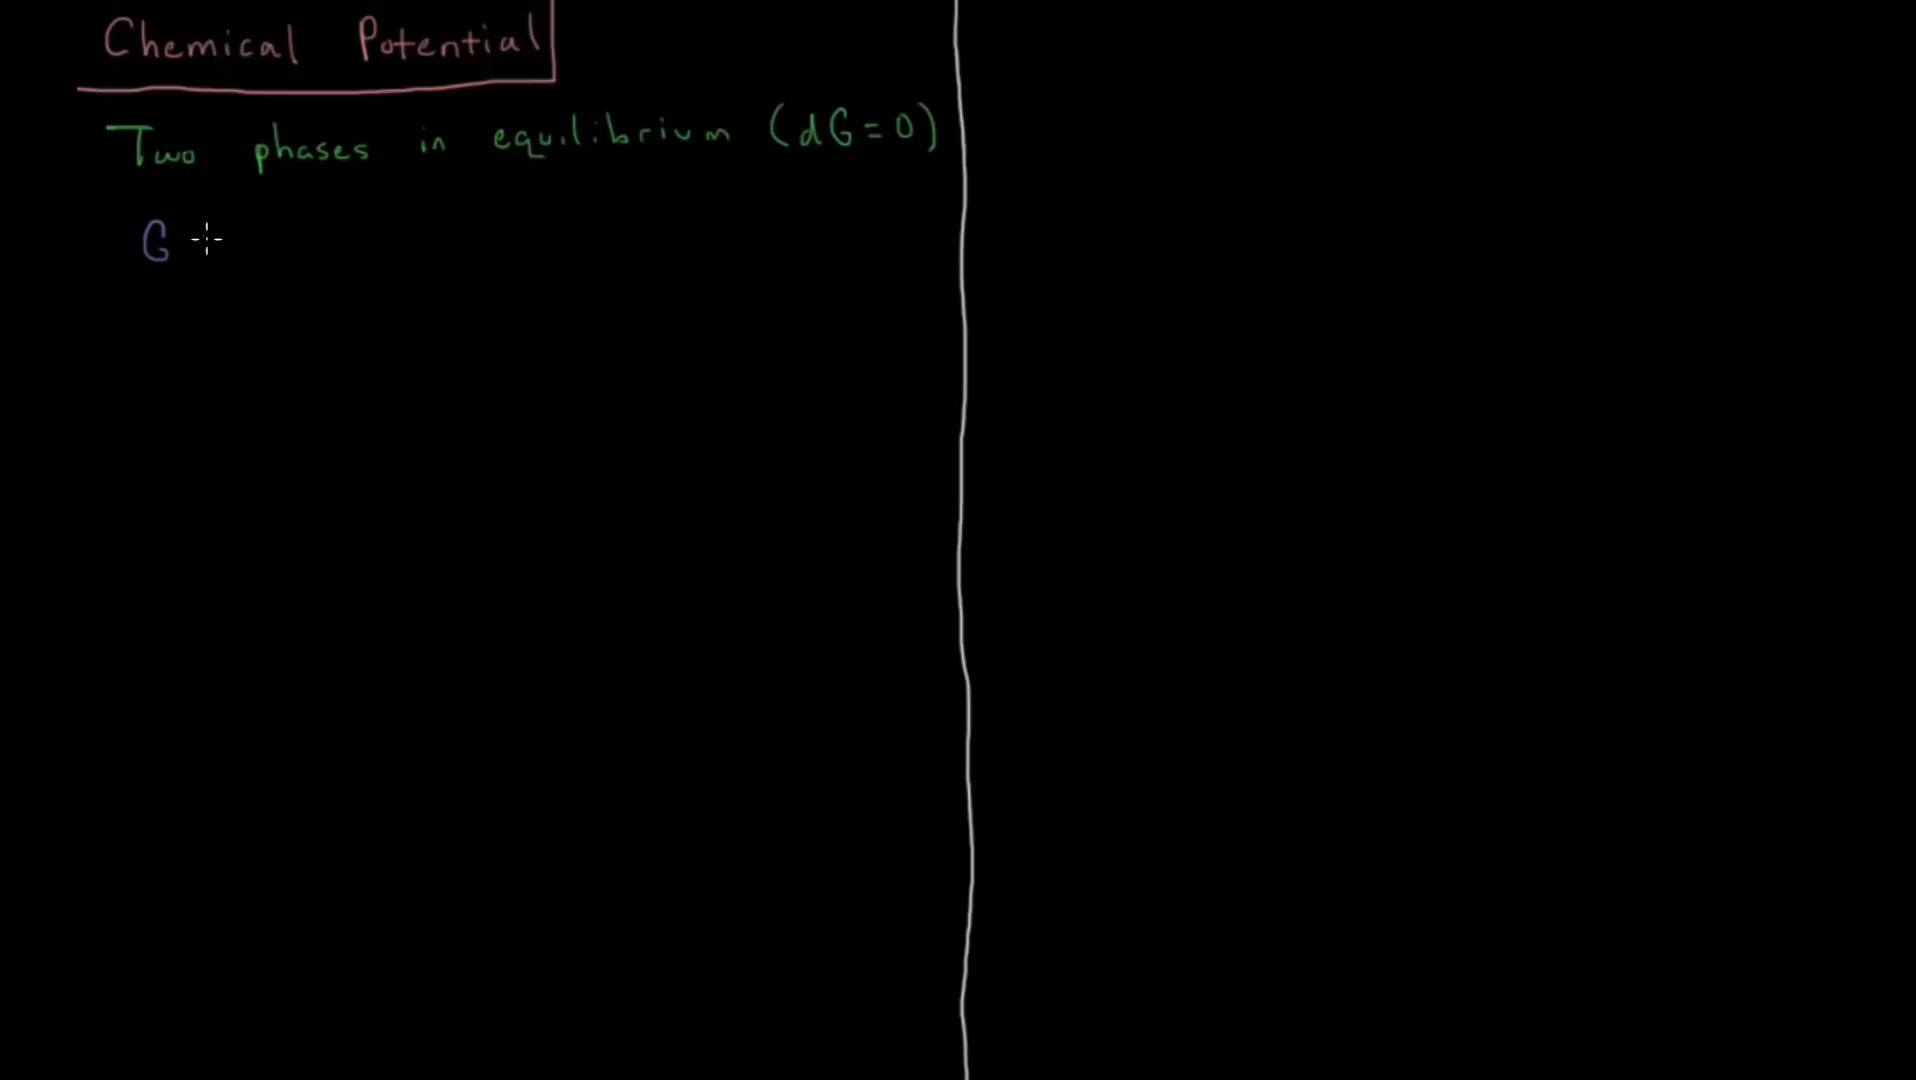 Chemical Potential
Two phases in equilibrium (dG=0)
G